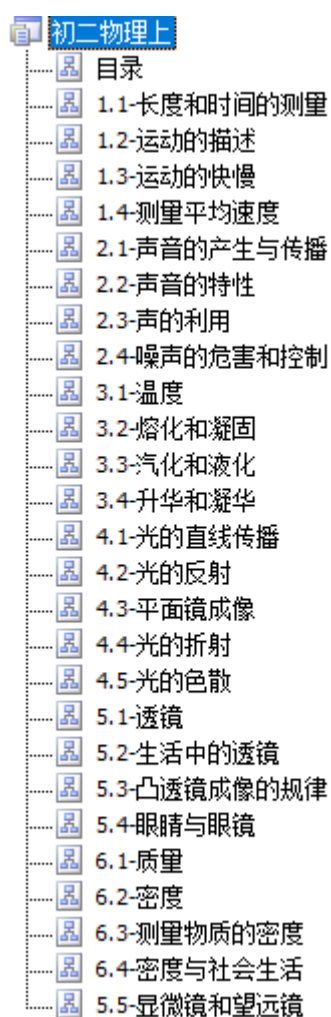 初二物理上
目录
1.1-长度和时间的测量
1.2-运动的描述
1.3-运动的快慢
1.4-测量平均速度
2.1-声音的产生与传播
2.2-声音的特性
2.3-声的利用
2.4-噪声的危害和控制
3.1-温度
3.2-熔化和凝固
3.3-汽化和液化
3.4-升华和凝华
4.1-光的直线传播
4.2-光的反射
4.3-平面镜成像
4.4-光的折射
4.5-光的色散
5.1-透镜
5.2-生活中的透镜
5.3-凸透镜成像的规律
5.4-眼睛与眼镜
6.1-质量
6.2-密度
6.3-测量物质的密度
6.4-密度与社会生活
5.5-显微镜和望远镜